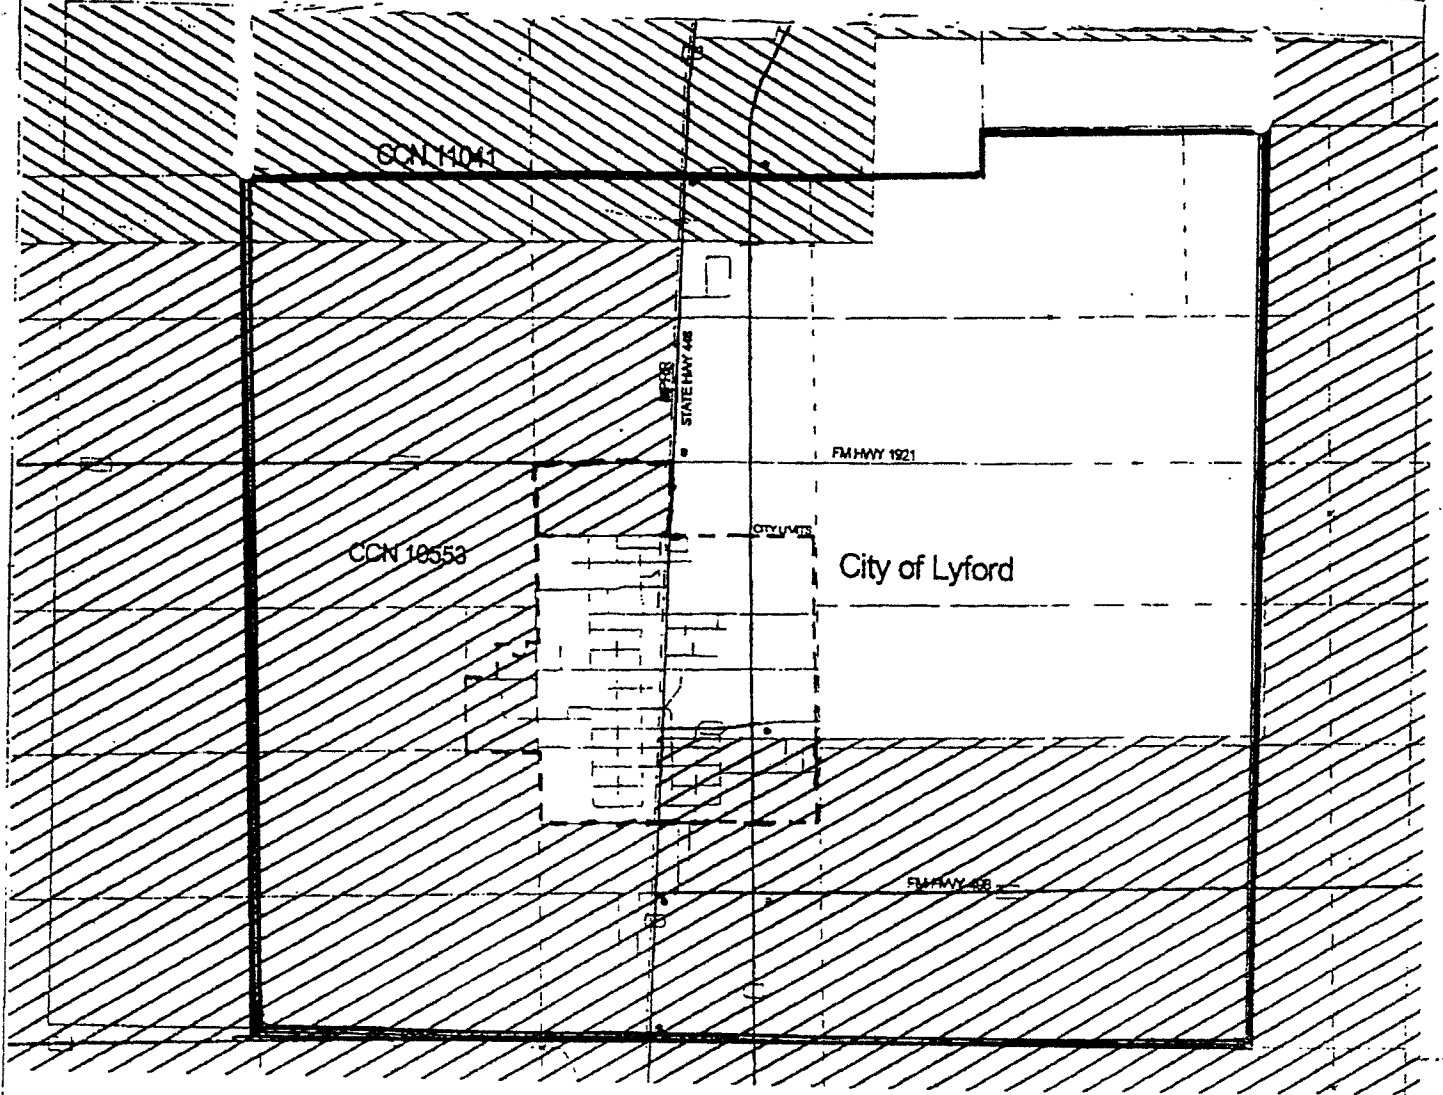 CCN 11041
STATE HWY 448
FM HWY 1921
CITY LIMITS
CCN 10553
City of Lyford
FM HWY 498